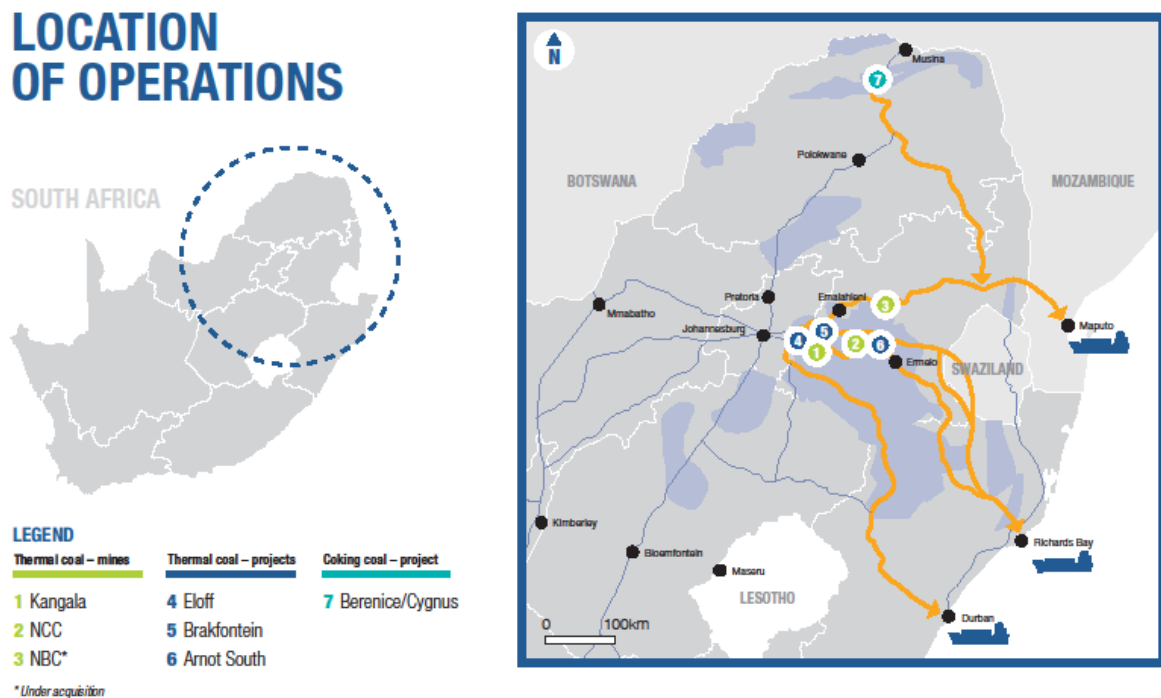 LOCATION
OF OPERATIONS
SOUTH AFRICA
LEGEND
Thermal coal – mines
1 Kangala
2 NCC
3 NBC*
* Under acquisition
Thermal coal – projects
4 Eloff
5 Brakfontein
6 Arnot South
Coking coal – project
7 Berenice/Cygnus
N
Musina
7
Polokwane
BOTSWANA
MOZAMBIQUE
Pretoria
Emalahleni
3
Mmabatho
Johannesburg
Maputo
5
4
1
2
6
Ermelo
SWAZILAND
Kimberley
Bloemfontein
Richards Bay
Maseru
LESOTHO
Durban
0 100km